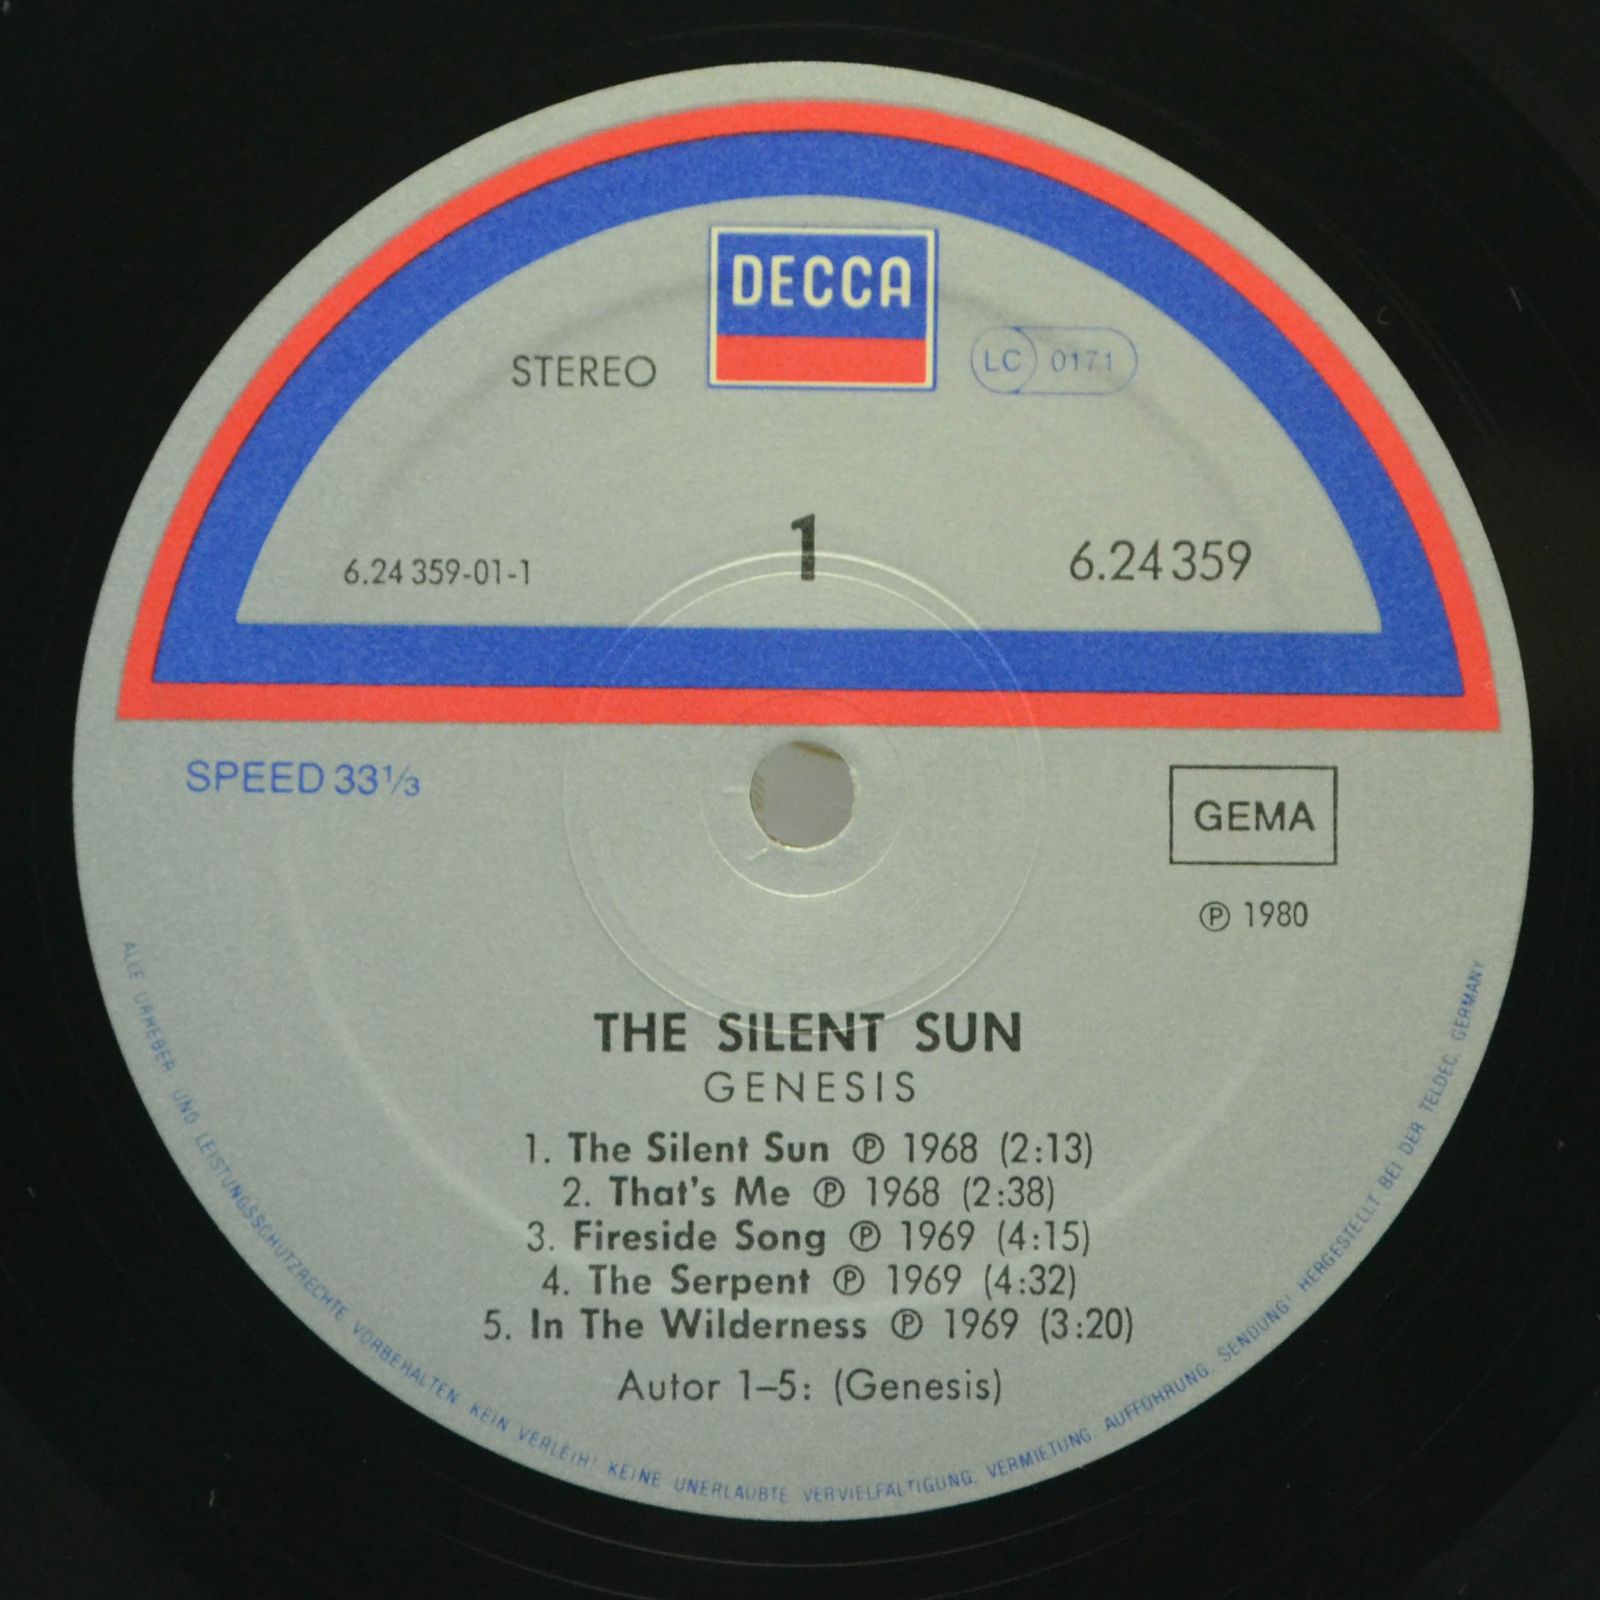 DECCA
STEREO
LC 0171
1
6.24 359-01-1
6.24 359
SPEED 33⅓
GEMA
℗ 1980
THE SILENT SUN
GENESIS
1. The Silent Sun ℗ 1968 (2:13)
2. That's Me ℗ 1968 (2:38)
3. Fireside Song ℗ 1969 (4:15)
4. The Serpent ℗ 1969 (4:32)
5. In The Wilderness ℗ 1969 (3:20)
Autor 1–5: (Genesis)
ALLE URHEBER UND LEISTUNGSSCHUTZRECHTE VORBEHALTEN KEIN VERLEIH! KEINE UNERLAUBTE VERVIELFALTIGUNG, VERMIETUNG, AUFFÜHRUNG, SENDUNG! HERGESTELLT BEI DER TELDEC, GERMANY